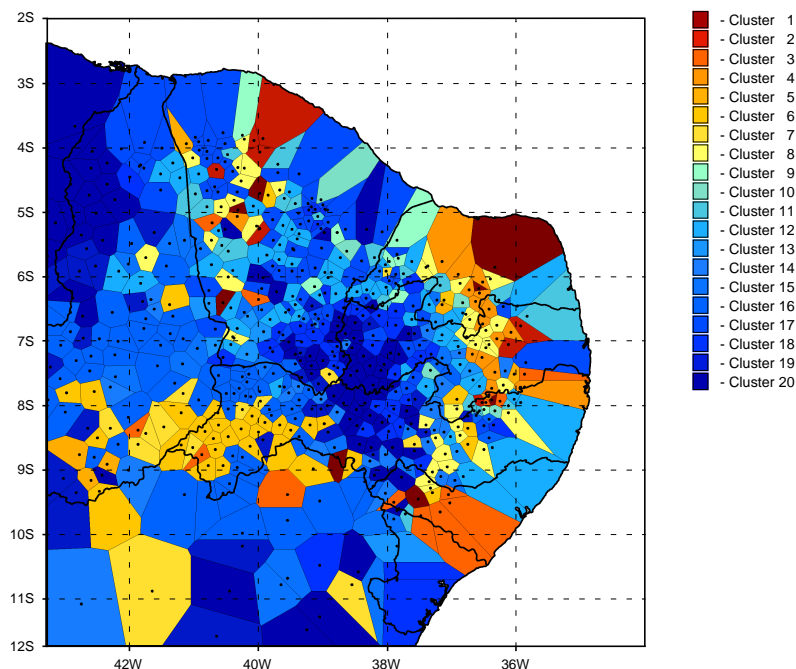 2S
3S
4S
5S
6S
7S
8S
9S
10S
11S
12S
42W 40W 38W 36W
- Cluster 1
- Cluster 2
- Cluster 3
- Cluster 4
- Cluster 5
- Cluster 6
- Cluster 7
- Cluster 8
- Cluster 9
- Cluster 10
- Cluster 11
- Cluster 12
- Cluster 13
- Cluster 14
- Cluster 15
- Cluster 16
- Cluster 17
- Cluster 18
- Cluster 19
- Cluster 20